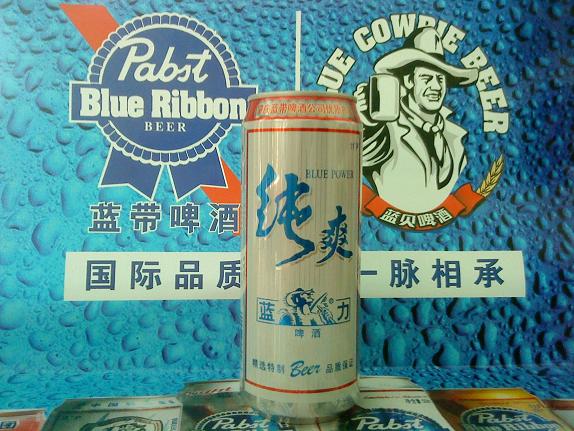 Pabst
Blue Ribbon
BEER
蓝带啤酒
BLUE COWRIE BEER
蓝贝啤酒
国际品质
一脉相承
BLUE POWER
纯爽
蓝力
啤酒
精选特制 Beer 品质保证